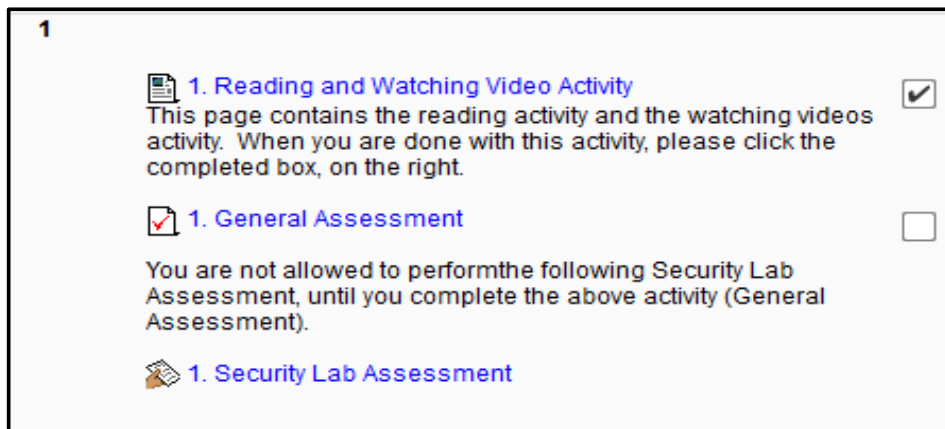 1
1. Reading and Watching Video Activity
This page contains the reading activity and the watching videos
activity. When you are done with this activity, please click the
completed box, on the right.
1. General Assessment
You are not allowed to performthe following Security Lab
Assessment, until you complete the above activity (General
Assessment).
1. Security Lab Assessment